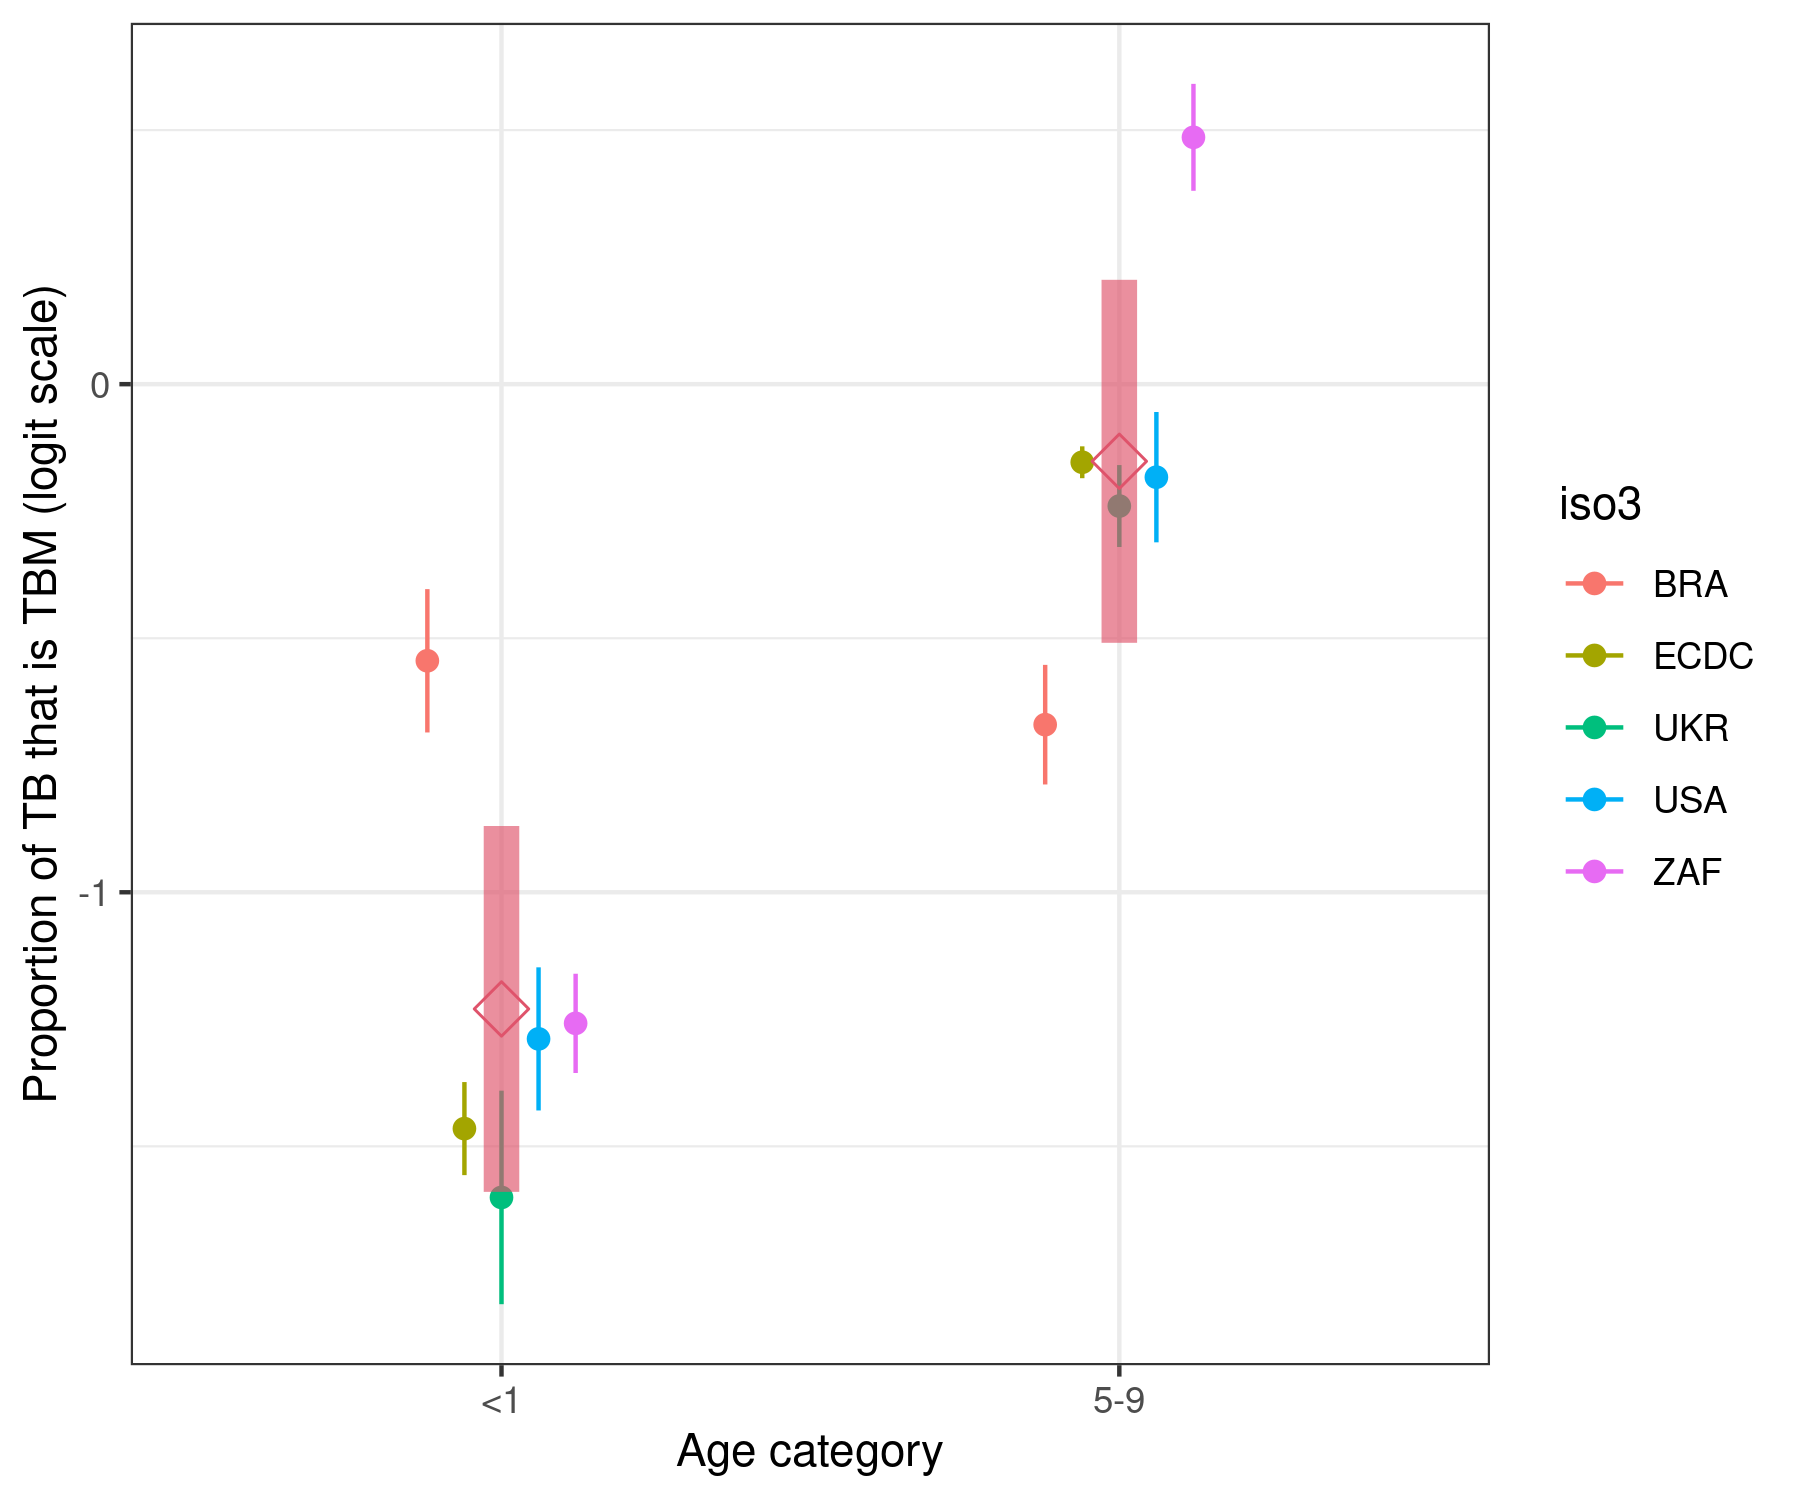 Proportion of TB that is TBM (logit scale)
0
-1
<1
5-9
Age category
iso3
BRA
ECDC
UKR
USA
ZAF